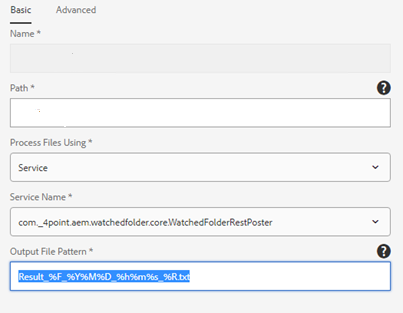 Basic Advanced
Name *
Path *
Process Files Using *
Service
Service Name *
com._4point.aem.watchedfolder.core.WatchedFolderRestPoster
Output File Pattern *
Result_%F_%Y%M%D_%h%m%s_%R.txt